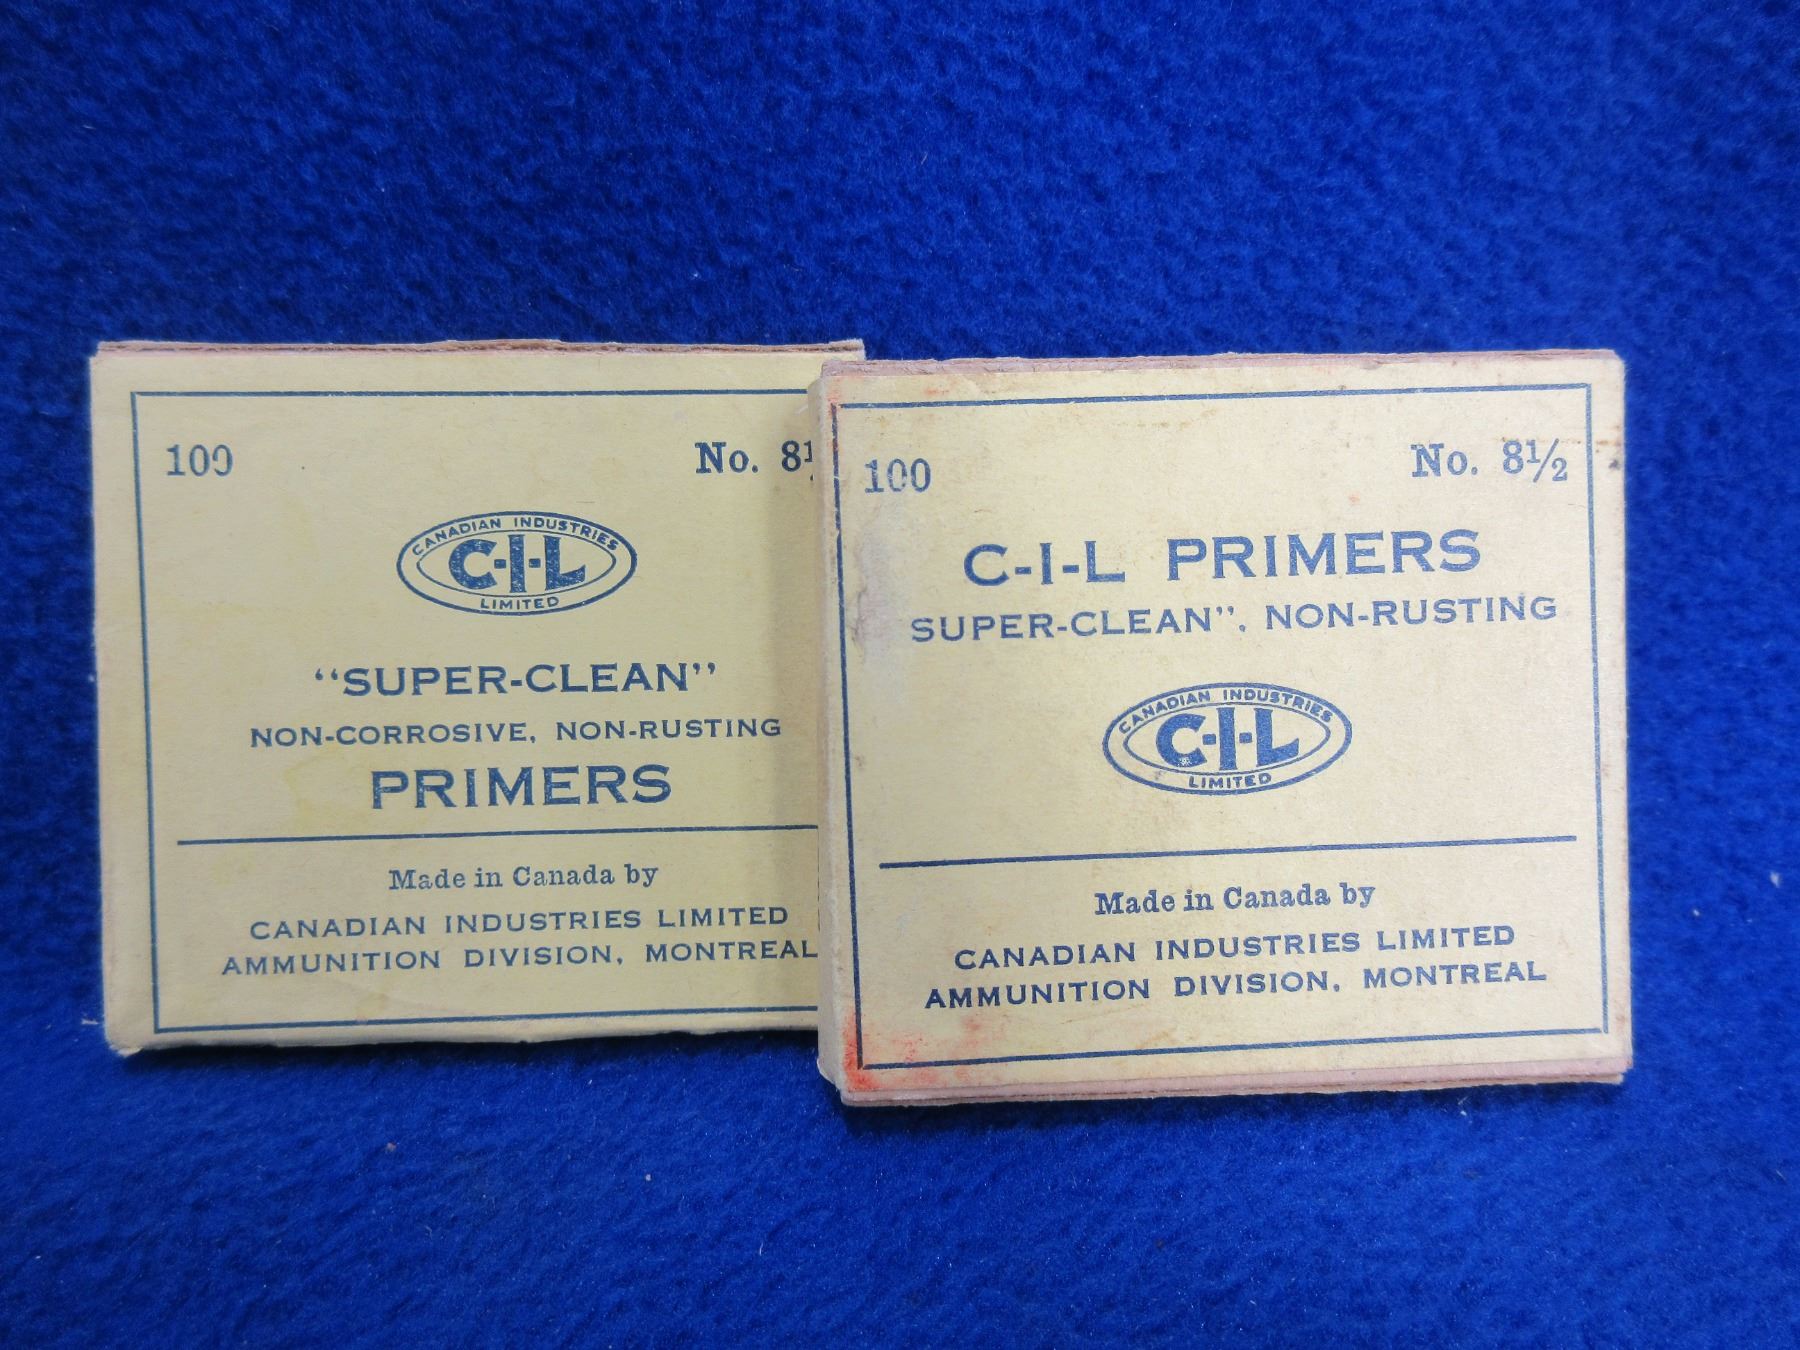 100 No. 8½
CANADIAN INDUSTRIES
C-I-L
LIMITED
“SUPER-CLEAN”
NON-CORROSIVE, NON-RUSTING
PRIMERS
Made in Canada by
CANADIAN INDUSTRIES LIMITED
AMMUNITION DIVISION, MONTREAL
100 No. 8½
C-I-L PRIMERS
SUPER-CLEAN”, NON-RUSTING
CANADIAN INDUSTRIES
C-I-L
LIMITED
Made in Canada by
CANADIAN INDUSTRIES LIMITED
AMMUNITION DIVISION, MONTREAL